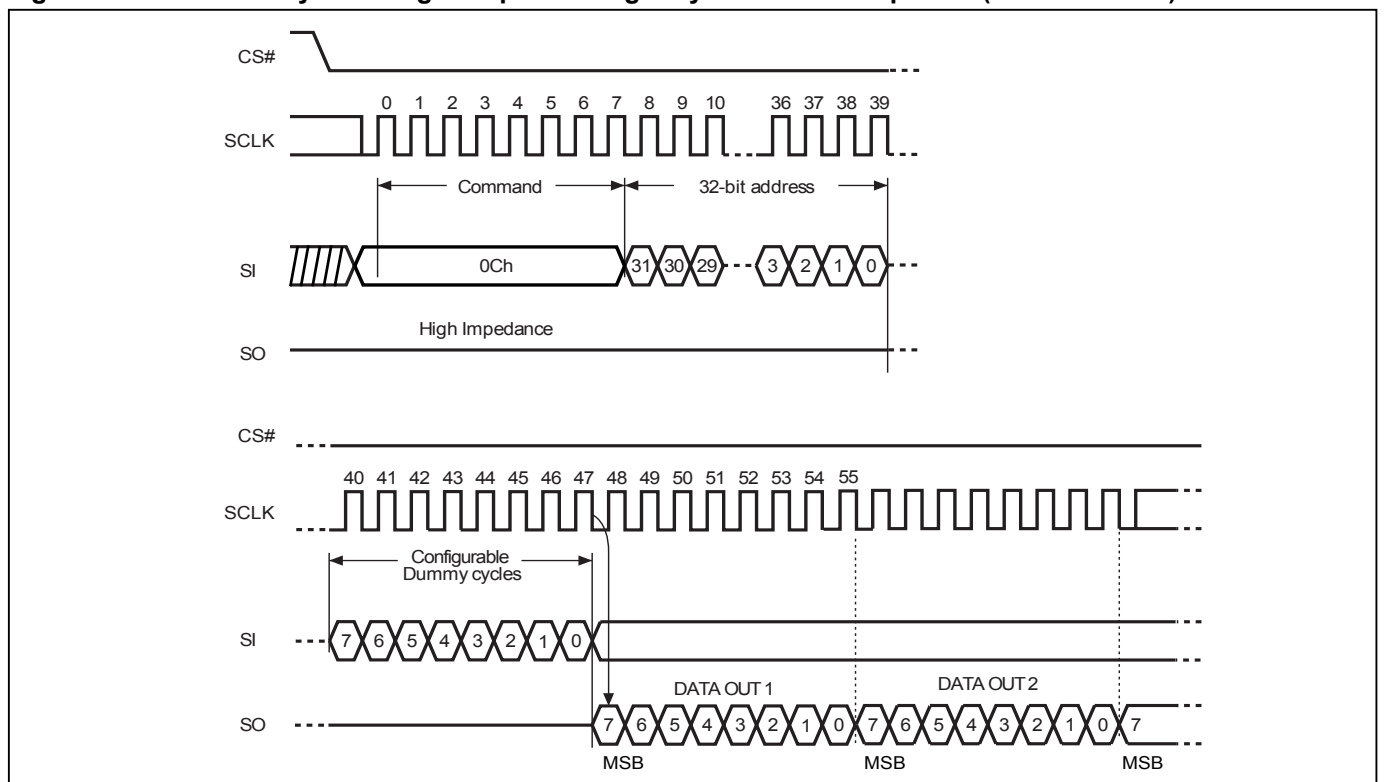 CS#
0 1 2 3 4 5 6 7 8 9 10 36 37 38 39
SCLK
Command 32-bit address
SI 0Ch 31 30 29 3 2 1 0
High Impedance
SO
CS#
40 41 42 43 44 45 46 47 48 49 50 51 52 53 54 55
SCLK
Configurable
Dummy cycles
SI 7 6 5 4 3 2 1 0
DATA OUT 1 DATA OUT 2
SO 7 6 5 4 3 2 1 0 7 6 5 4 3 2 1 0 7
MSB MSB MSB